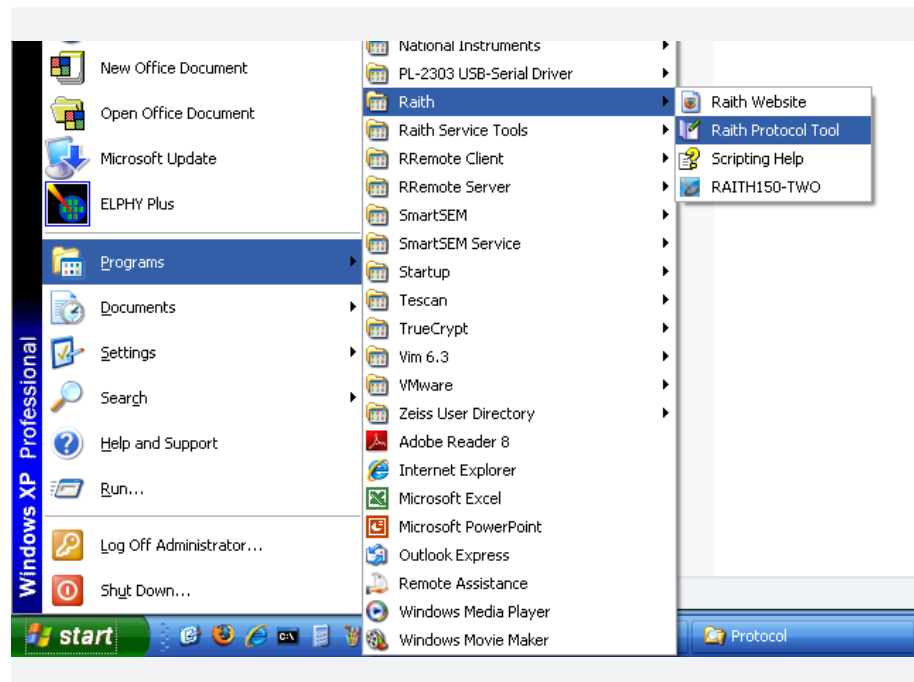 New Office Document
Open Office Document
Microsoft Update
ELPHY Plus
Programs
Documents
Settings
Search
Help and Support
Run...
Log Off Administrator...
Shut Down...
Windows XP Professional
start
National Instruments
PL-2303 USB-Serial Driver
Raith
Raith Service Tools
RRemote Client
RRemote Server
SmartSEM
SmartSEM Service
Startup
Tescan
TrueCrypt
Vim 6.3
VMware
Zeiss User Directory
Adobe Reader 8
Internet Explorer
Microsoft Excel
Microsoft PowerPoint
Outlook Express
Remote Assistance
Windows Media Player
Windows Movie Maker
Raith Website
Raith Protocol Tool
Scripting Help
RAITH150-TWO
Protocol